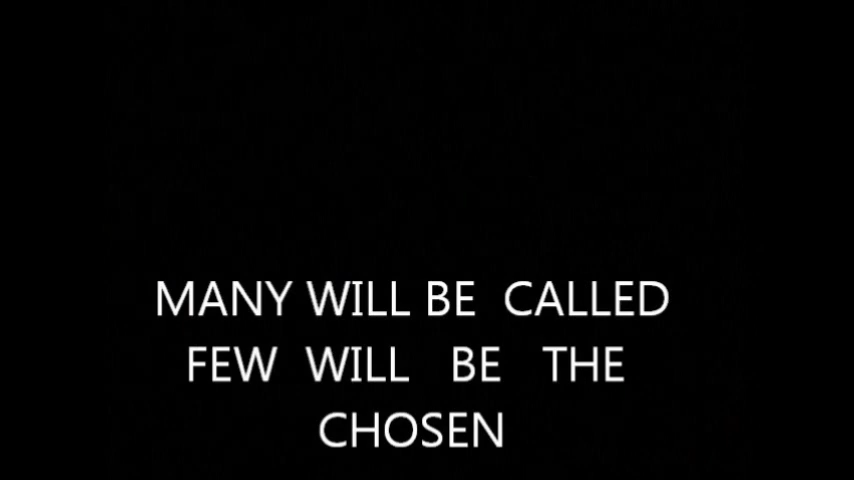 MANY WILL BE CALLED
FEW WILL BE THE
CHOSEN